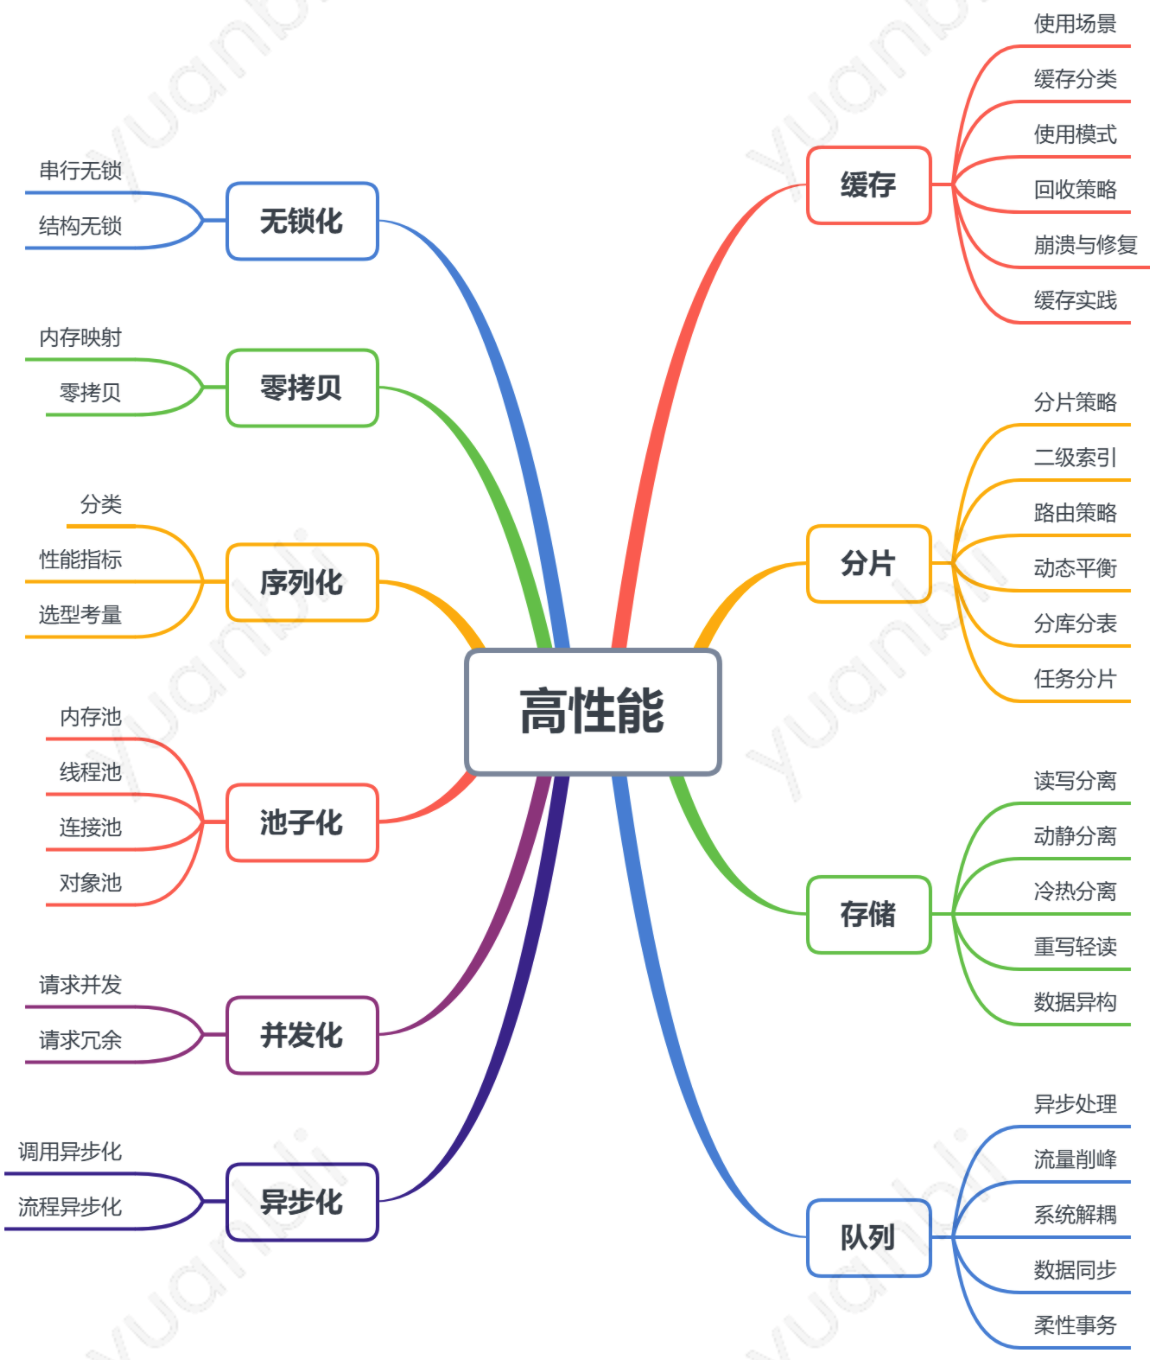 高性能
无锁化
串行无锁
结构无锁
零拷贝
内存映射
零拷贝
序列化
分类
性能指标
选型考量
池子化
内存池
线程池
连接池
对象池
并发化
请求并发
请求冗余
异步化
调用异步化
流程异步化
缓存
使用场景
缓存分类
使用模式
回收策略
崩溃与修复
缓存实践
分片
分片策略
二级索引
路由策略
动态平衡
分库分表
任务分片
存储
读写分离
动静分离
冷热分离
重写轻读
数据异构
队列
异步处理
流量削峰
系统解耦
数据同步
柔性事务
yuanbli
yuanbli
yuanbli
yuanbli
yuanbli
yuanbli